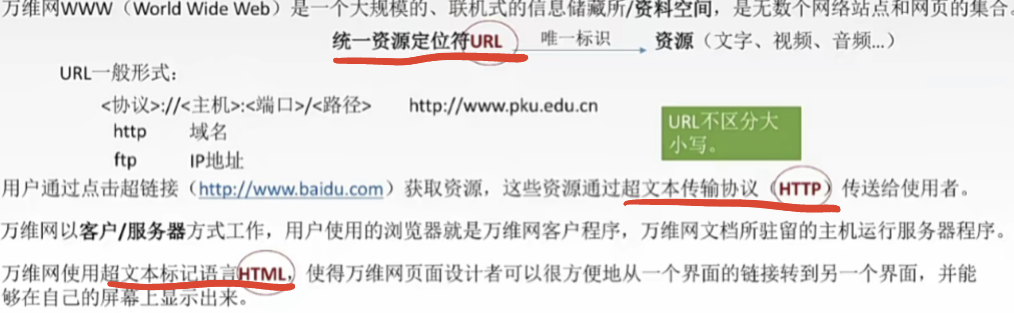 万维网WWW（World Wide Web）是一个大规模的、联机式的信息储藏所/资料空间，是无数个网络站点和网页的集合。
统一资源定位符URL 唯一标识 资源（文字、视频、音频...）
URL一般形式：
<协议>://<主机>:<端口>/<路径> http://www.pku.edu.cn
http 域名
ftp IP地址
URL不区分大
小写。
用户通过点击超链接（http://www.baidu.com）获取资源，这些资源通过超文本传输协议（HTTP）传送给使用者。
万维网以客户/服务器方式工作，用户使用的浏览器就是万维网客户程序，万维网文档所驻留的主机运行服务器程序。
万维网使用超文本标记语言HTML，使得万维网页面设计者可以很方便地从一个界面的链接转到另一个界面，并能
够在自己的屏幕上显示出来。